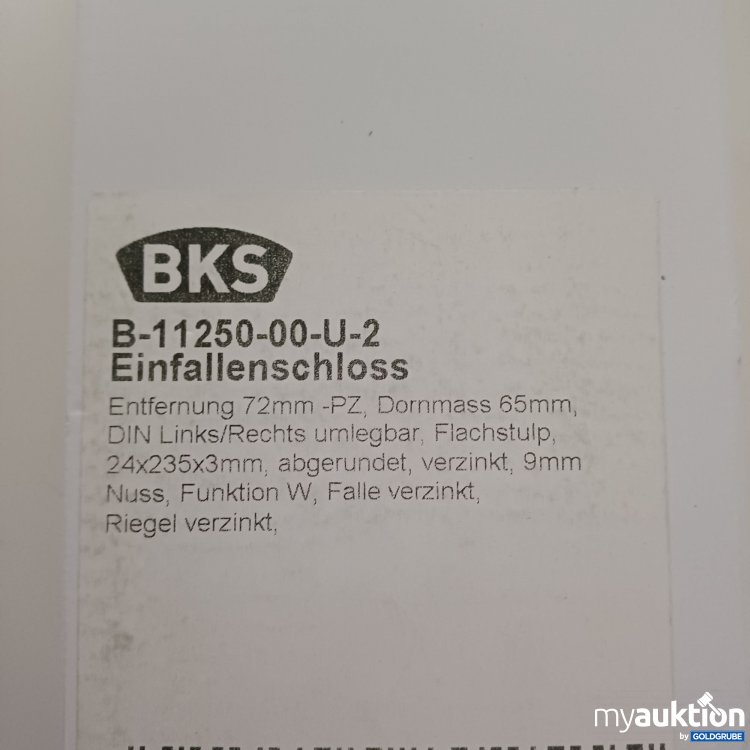 BKS
B-11250-00-U-2
Einfallenschloss
Entfernung 72mm -PZ, Dornmass 65mm,
DIN Links/Rechts umlegbar, Flachstulp,
24x235x3mm, abgerundet, verzinkt, 9mm
Nuss, Funktion W, Falle verzinkt,
Riegel verzinkt,
myauktion
by GOLDGRUBE